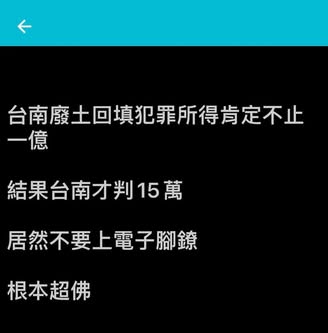 台南廢土回填犯罪所得肯定不止
一億
結果台南才判15萬
居然不要上電子腳鐐
根本超佛